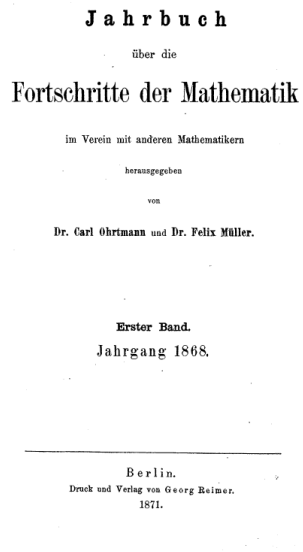 Jahrbuch
über die
Fortschritte der Mathematik
im Verein mit anderen Mathematikern
herausgegeben
von
Dr. Carl Ohrtmann und Dr. Felix Müller.
Erster Band.
Jahrgang 1868.
Berlin.
Druck und Verlag von Georg Reimer.
1871.